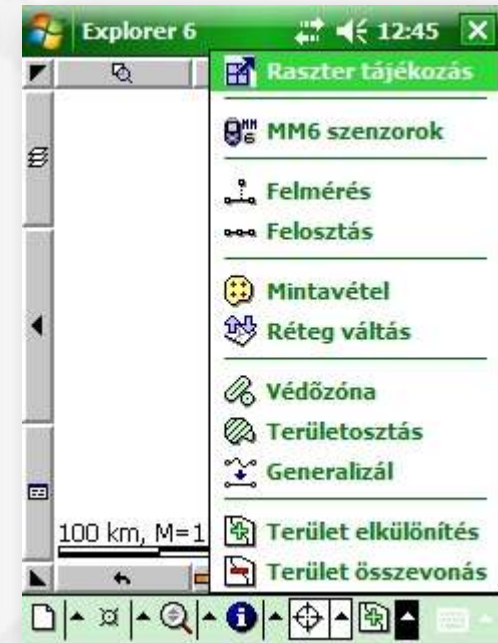 Explorer 6 12:45
Raszter tájékozás
MM6 szenzorok
Felmérés
Felosztás
Mintavétel
Réteg váltás
Védőzóna
Területosztás
Generalizál
100 km, M=1
Terület elkülönítés
Terület összevonás